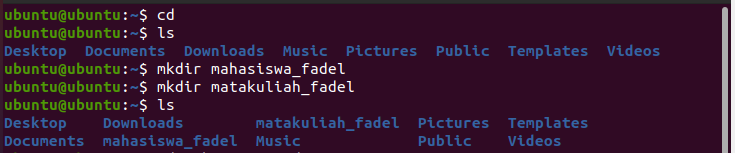 ubuntu@ubuntu:~$ cd
ubuntu@ubuntu:~$ ls
Desktop  Documents  Downloads  Music  Pictures  Public  Templates  Videos
ubuntu@ubuntu:~$ mkdir mahasiswa_fadel
ubuntu@ubuntu:~$ mkdir matakuliah_fadel
ubuntu@ubuntu:~$ ls
Desktop    Downloads        matakuliah_fadel  Pictures  Templates
Documents  mahasiswa_fadel  Music             Public    Videos